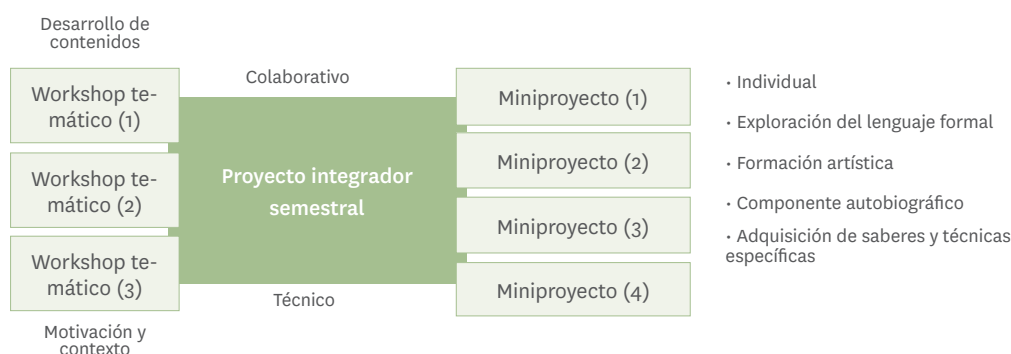 Desarrollo de
contenidos
Workshop te-
mático (1)
Workshop te-
mático (2)
Workshop te-
mático (3)
Motivación y
contexto
Colaborativo
Proyecto integrador
semestral
Técnico
Miniproyecto (1)
Miniproyecto (2)
Miniproyecto (3)
Miniproyecto (4)
• Individual
• Exploración del lenguaje formal
• Formación artística
• Componente autobiográfico
• Adquisición de saberes y técnicas
específicas